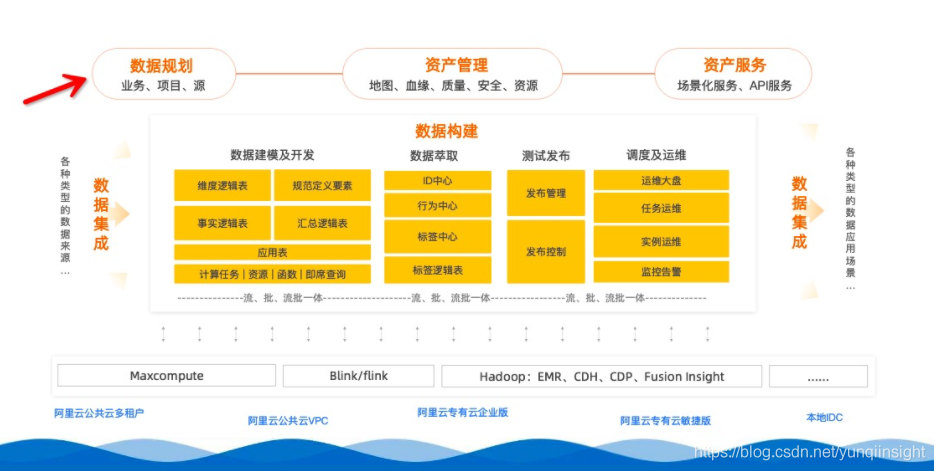 数据规划
业务、项目、源
资产管理
地图、血缘、质量、安全、资源
资产服务
场景化服务、API服务
各种类型的数据来源...
数据集成
数据构建
数据建模及开发
维度逻辑表
规范定义要素
事实逻辑表
汇总逻辑表
应用表
计算任务 | 资源 | 函数 | 即席查询
数据萃取
ID中心
行为中心
标签中心
标签逻辑表
测试发布
发布管理
发布控制
调度及运维
运维大盘
任务运维
实例运维
监控告警
---------------流、批、流批一体--------------------流、批、流批一体-----------------流、批、流批一体--------------
数据集成
各种类型的数据应用场景...
Maxcompute
Blink/flink
Hadoop：EMR、CDH、CDP、Fusion Insight
......
阿里云公共云多租户
阿里云公共云VPC
阿里云专有云企业版
阿里云专有云敏捷版
本地IDC
https://blog.csdn.net/yunqiinsight